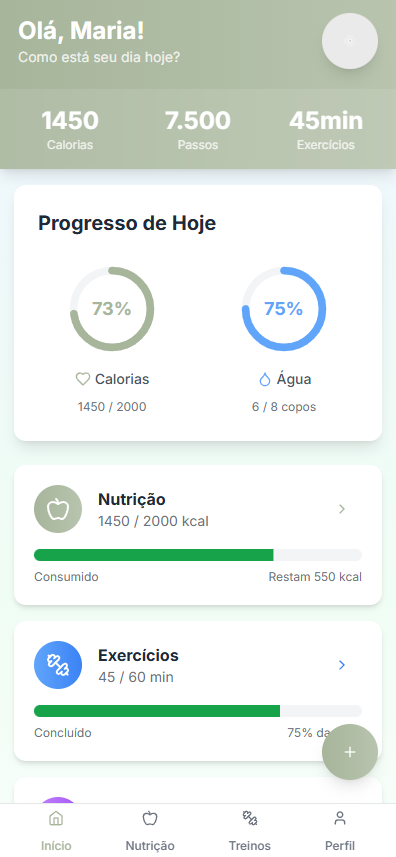 Olá, Maria!
Como está seu dia hoje?
1450 7.500 45min
Calorias Passos Exercícios
Progresso de Hoje
73% 75%
Calorias Água
1450 / 2000 6 / 8 copos
Nutrição
1450 / 2000 kcal
Consumido Restam 550 kcal
Exercícios
45 / 60 min
Concluído 75% da
+
Início Nutrição Treinos Perfil